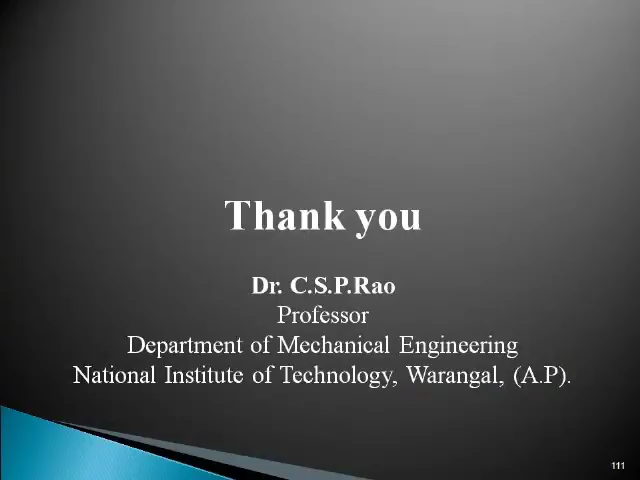 Thank you
Dr. C.S.P.Rao
Professor
Department of Mechanical Engineering
National Institute of Technology, Warangal, (A.P).
111